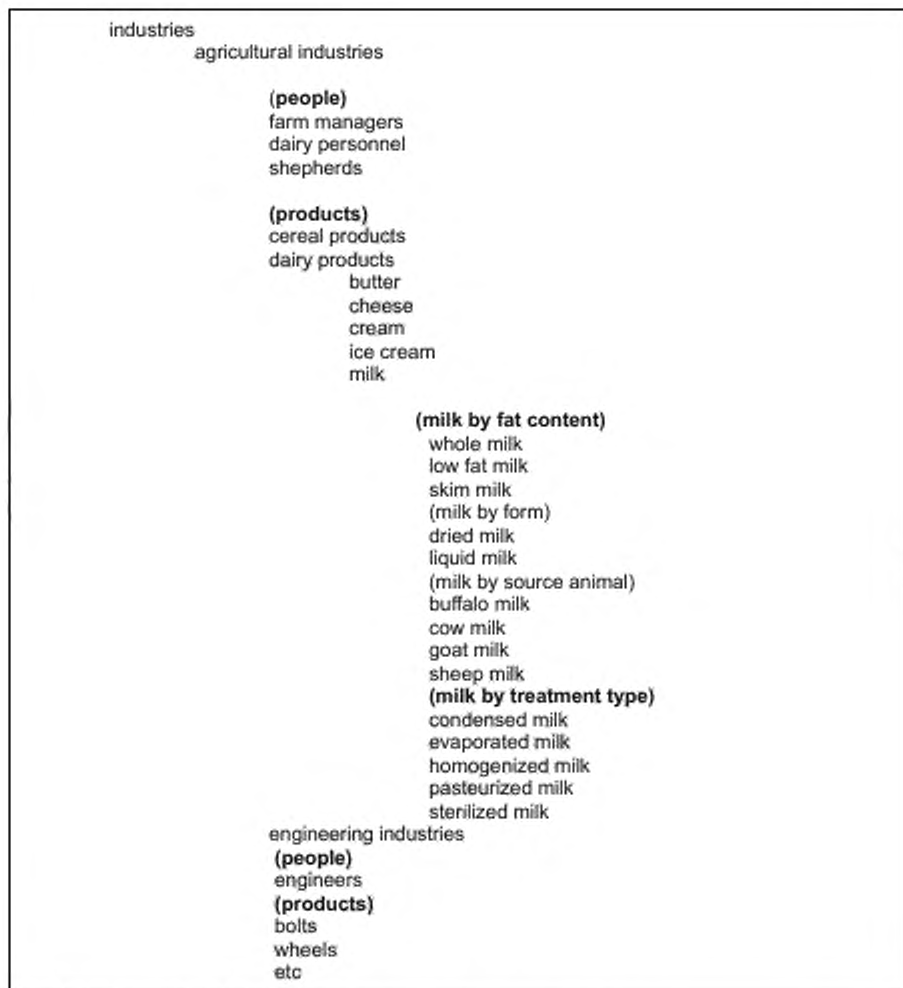 industries
agricultural industries
(people)
farm managers
dairy personnel
shepherds
(products)
cereal products
dairy products
butter
cheese
cream
ice cream
milk
(milk by fat content)
whole milk
low fat milk
skim milk
(milk by form)
dried milk
liquid milk
(milk by source animal)
buffalo milk
cow milk
goat milk
sheep milk
(milk by treatment type)
condensed milk
evaporated milk
homogenized milk
pasteurized milk
sterilized milk
engineering industries
(people)
engineers
(products)
bolts
wheels
etc